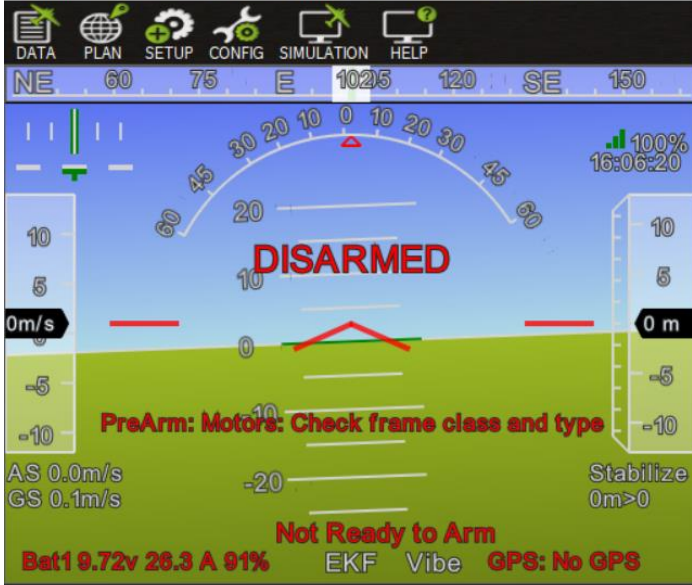 DATA PLAN SETUP CONFIG SIMULATION HELP
NE 60 75 E 102 105 120 SE 150
60 45 30 20 10 0 10 20 30 45 60
100%
16:06:20
20
10 10
DISARMED
10
5 5
0m/s 0 m
0 0
-5 -5
-10
PreArm: Motors: Check frame class and type
-10 -10
AS 0.0m/s Stabilize
GS 0.1m/s 0m>0
-20
Not Ready to Arm
Bat1 9.72v 26.3 A 91% EKF Vibe GPS: No GPS